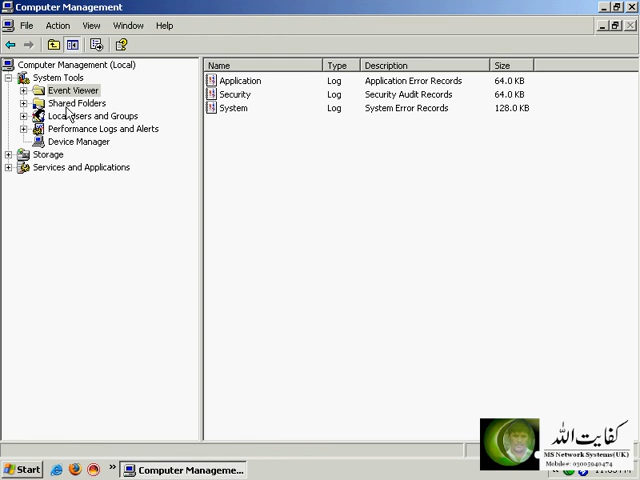 Computer Management
File Action View Window Help
Computer Management (Local)
System Tools
Event Viewer
Shared Folders
Local Users and Groups
Performance Logs and Alerts
Device Manager
Storage
Services and Applications
Name Type Description Size
Application Log Application Error Records 64.0 KB
Security Log Security Audit Records 64.0 KB
System Log System Error Records 128.0 KB
کفایت اللہ
MS Network Systems(UK)
Mobile: 03005040474
Start
Computer Manageme...